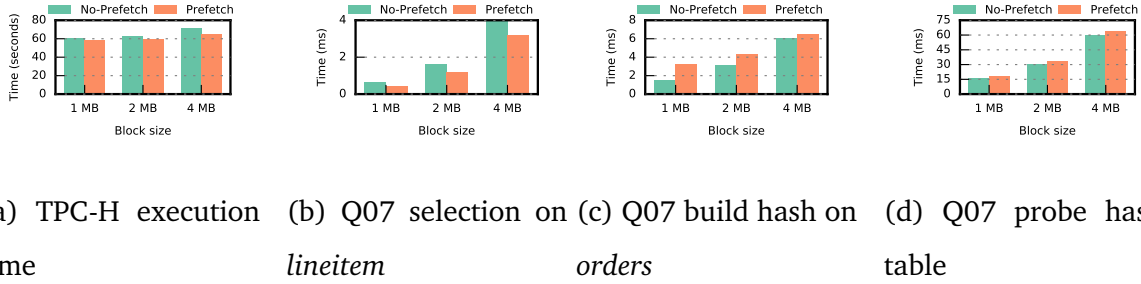 No-Prefetch Prefetch
Time (seconds)
80
60
40
20
0
1 MB 2 MB 4 MB
Block size
No-Prefetch Prefetch
Time (ms)
4
2
0
1 MB 2 MB 4 MB
Block size
No-Prefetch Prefetch
Time (ms)
8
6
4
2
0
1 MB 2 MB 4 MB
Block size
No-Prefetch Prefetch
Time (ms)
75
60
45
30
15
0
1 MB 2 MB 4 MB
Block size
) TPC-H execution
me
(b) Q07 selection on
lineitem
(c) Q07 build hash on
orders
(d) Q07 probe has
table